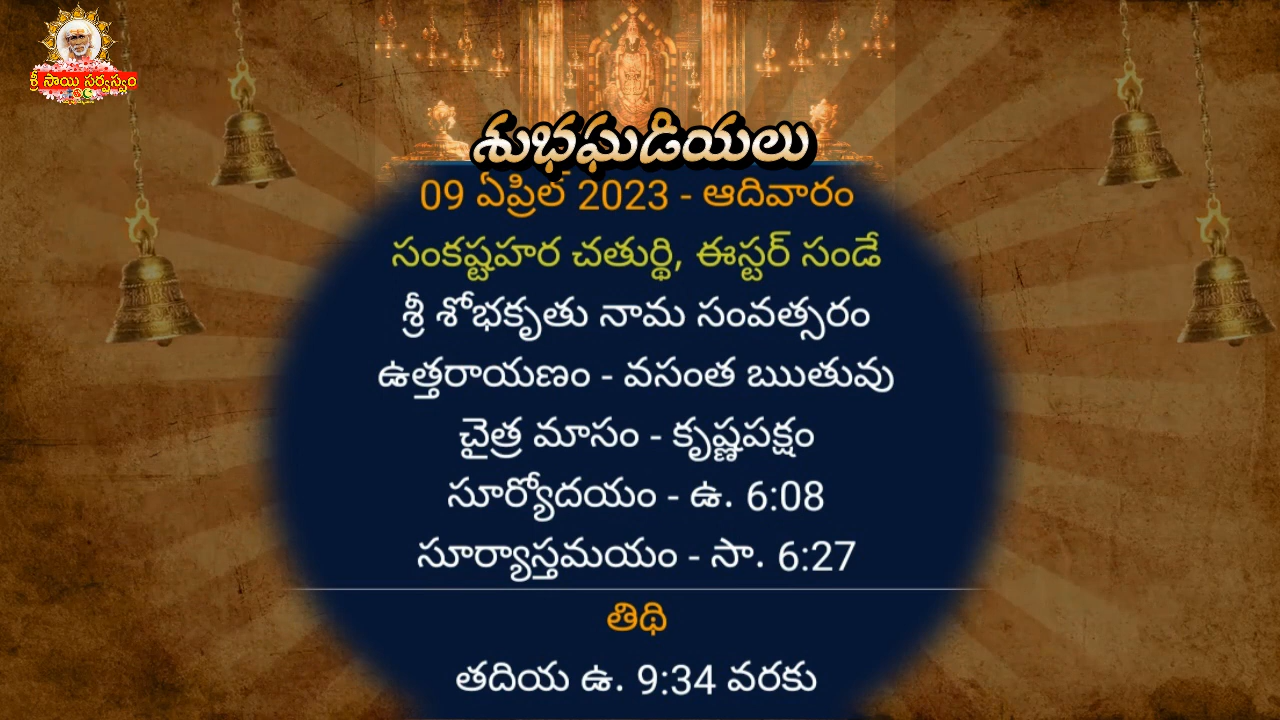 శ్రీ సాయి సర్వస్వం
శుభఘడియలు
09 ఏప్రిల్ 2023 - ఆదివారం
సంకష్టహర చతుర్థి, ఈస్టర్ సండే
శ్రీ శోభకృతు నామ సంవత్సరం
ఉత్తరాయణం - వసంత ఋుతువు
చైత్ర మాసం - కృష్ణపక్షం
సూర్యోదయం - ఉ. 6:08
సూర్యాస్తమయం - సా. 6:27
తిథి
తదియ ఉ. 9:34 వరకు